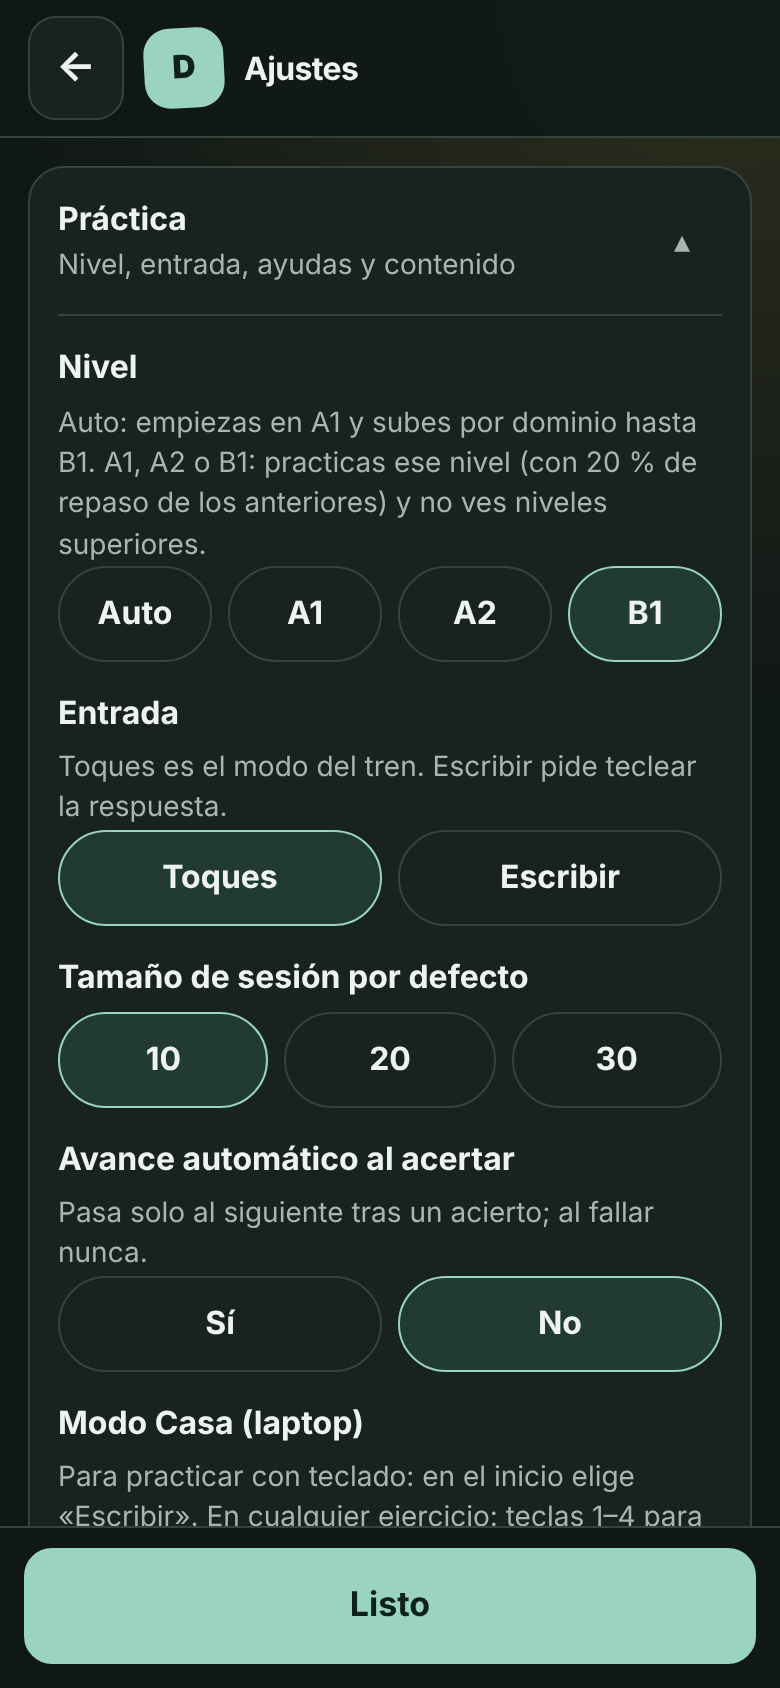 D
Ajustes
Práctica
Nivel, entrada, ayudas y contenido
Nivel
Auto: empiezas en A1 y subes por dominio hasta
B1. A1, A2 o B1: practicas ese nivel (con 20 % de
repaso de los anteriores) y no ves niveles
superiores.
Auto
A1
A2
B1
Entrada
Toques es el modo del tren. Escribir pide teclear
la respuesta.
Toques
Escribir
Tamaño de sesión por defecto
10
20
30
Avance automático al acertar
Pasa solo al siguiente tras un acierto; al fallar
nunca.
Sí
No
Modo Casa (laptop)
Para practicar con teclado: en el inicio elige
«Escribir». En cualquier ejercicio: teclas 1–4 para
Listo